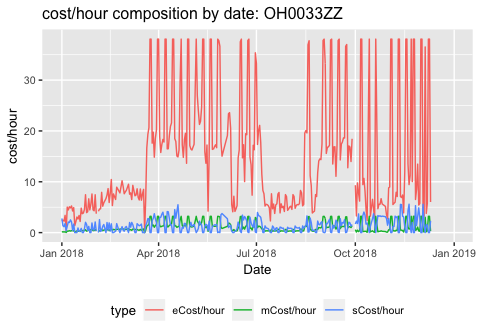 cost/hour composition by date: OH0033ZZ
cost/hour
30
20
10
0
Jan 2018 Apr 2018 Jul 2018 Oct 2018 Jan 2019
Date
type eCost/hour mCost/hour sCost/hour